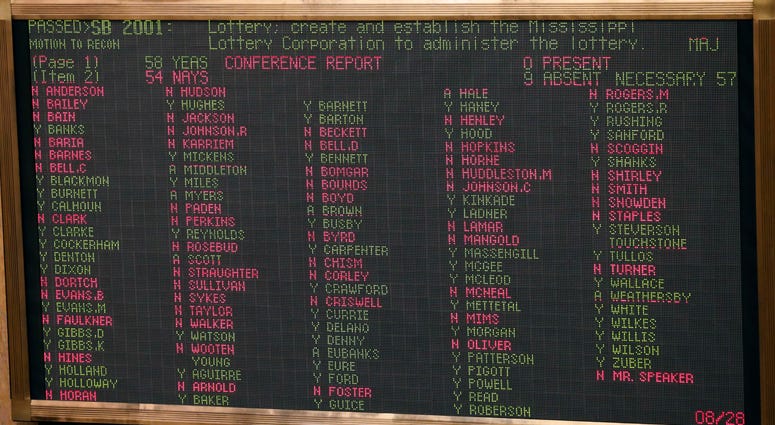 PASSED>SB 2001: Lottery; create and establish the Mississippi
MOTION TO RECON Lottery Corporation to administer the lottery. MAJ
(Page 1) 58 YEAS CONFERENCE REPORT 0 PRESENT
(Item 2) 54 NAYS 9 ABSENT NECESSARY 57
N ANDERSON
N BAILEY
N BAIN
Y BANKS
N BARIA
N BARNES
N BELL.C
Y BLACKMON
Y BURNETT
Y CALHOUN
N CLARK
Y CLARKE
Y COCKERHAM
Y DENTON
Y DIXON
N DORTCH
N EVANS.B
Y EVANS.M
N FAULKNER
Y GIBBS.D
Y GIBBS.K
N HINES
Y HOLLAND
Y HOLLOWAY
N HORAN
N HUDSON
Y HUGHES
N JACKSON
N JOHNSON.R
N KARRIEM
Y MICKENS
A MIDDLETON
Y MILES
A MYERS
N PADEN
N PERKINS
Y REYNOLDS
N ROSEBUD
A SCOTT
N STRAUGHTER
N SULLIVAN
N SYKES
N TAYLOR
N WALKER
Y WATSON
N WOOTEN
YOUNG
Y AGUIRRE
N ARNOLD
Y BAKER
Y BARNETT
Y BARTON
N BECKETT
N BELL.D
Y BENNETT
N BOMGAR
N BOUNDS
N BOYD
A BROWN
Y BUSBY
N BYRD
Y CARPENTER
N CHISM
N CORLEY
Y CRAWFORD
N CRISWELL
Y CURRIE
Y DELANO
Y DENNY
A EUBANKS
Y EURE
Y FORD
N FOSTER
Y GUICE
A HALE
Y HANEY
N HENLEY
Y HOOD
N HOPKINS
N HORNE
N HUDDLESTON.M
N JOHNSON.C
Y KINKADE
Y LADNER
N LAMAR
N MANGOLD
Y MASSENGILL
Y MCGEE
Y MCLEOD
N MCNEAL
Y METTETAL
N MIMS
Y MORGAN
N OLIVER
Y PATTERSON
Y PIGOTT
Y POWELL
Y READ
Y ROBERSON
N ROGERS.M
Y ROGERS.R
Y RUSHING
Y SANFORD
N SCOGGIN
Y SHANKS
N SHIRLEY
N SMITH
N SNOWDEN
N STAPLES
Y STEVERSON
TOUCHSTONE
Y TULLOS
N TURNER
Y WALLACE
A WEATHERSBY
Y WHITE
Y WILKES
Y WILLIS
Y WILSON
Y ZUBER
N MR. SPEAKER
08/28